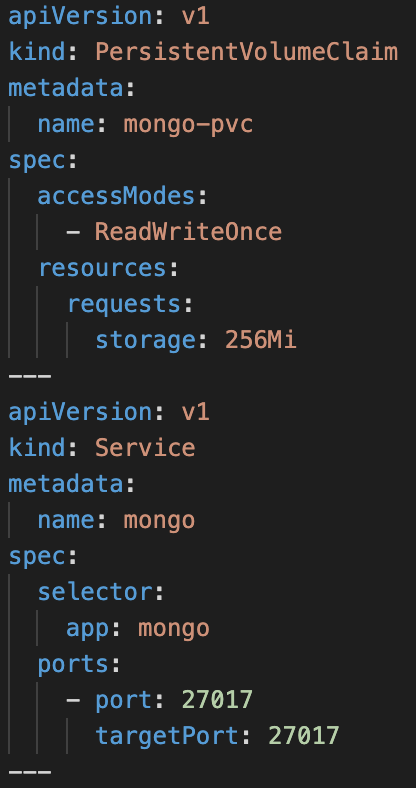 apiVersion: v1
kind: PersistentVolumeClaim
metadata:
  name: mongo-pvc
spec:
  accessModes:
    - ReadWriteOnce
  resources:
    requests:
      storage: 256Mi
---
apiVersion: v1
kind: Service
metadata:
  name: mongo
spec:
  selector:
    app: mongo
  ports:
    - port: 27017
      targetPort: 27017
---